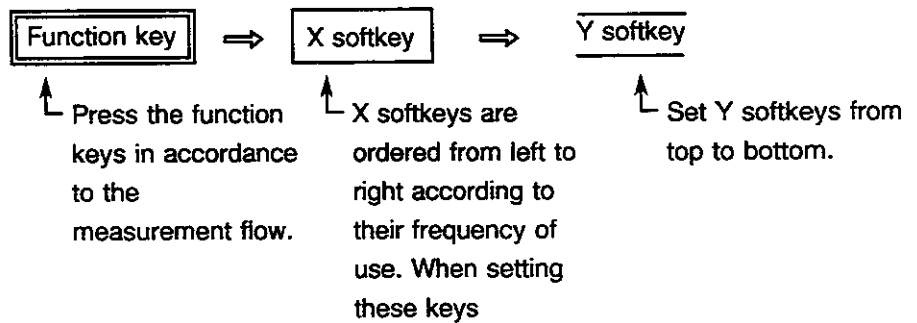 Function key ⇒ X softkey ⇒ Y softkey
Press the function
keys in accordance
to the
measurement flow.
X softkeys are
ordered from left to
right according to
their frequency of
use. When setting
these keys
Set Y softkeys from
top to bottom.